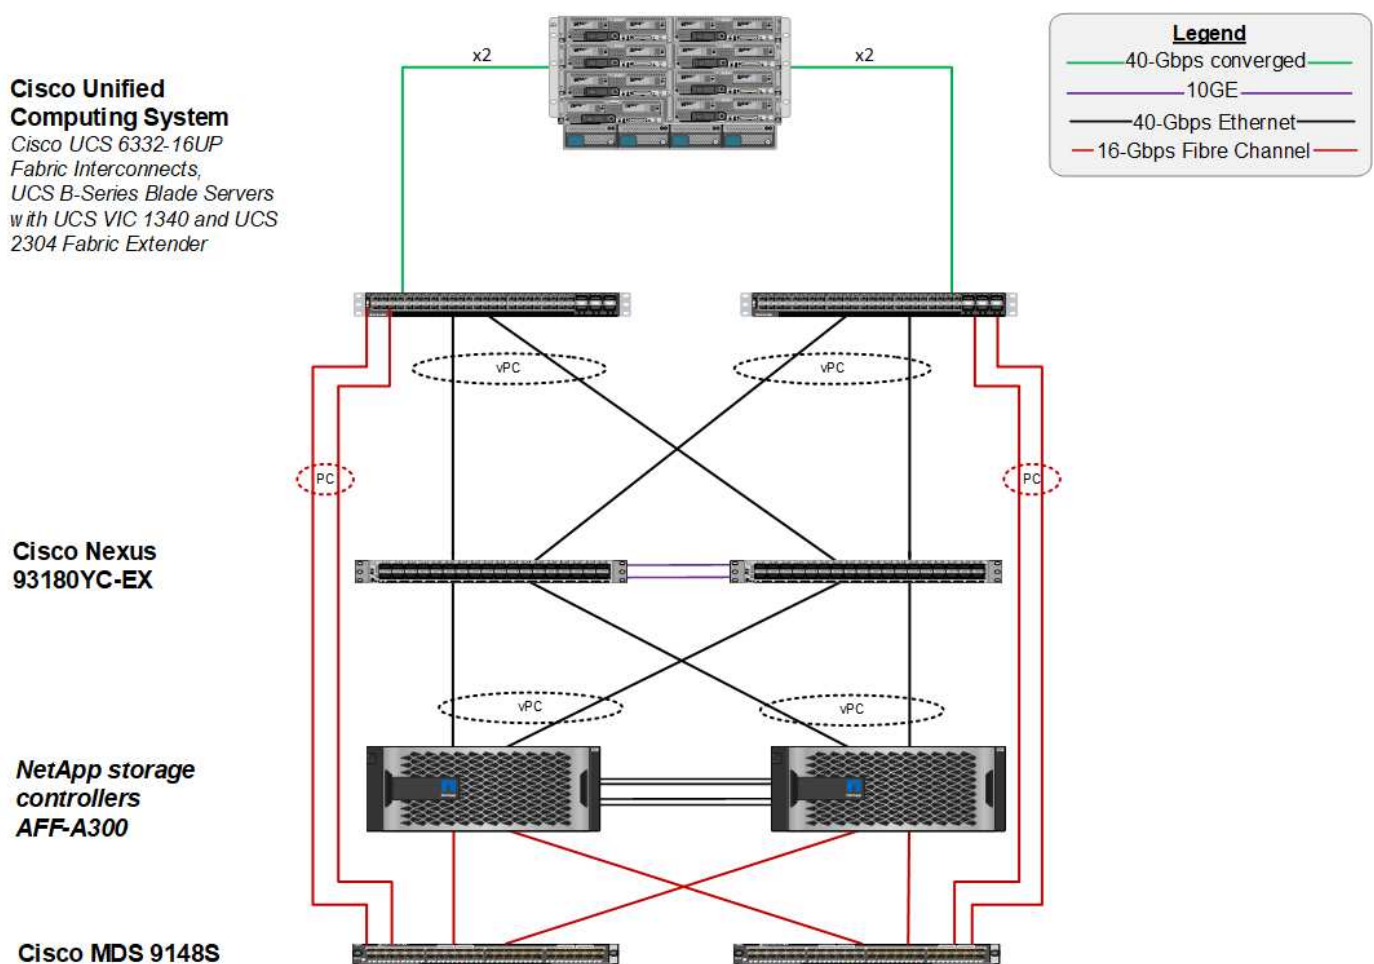 x2
x2
Legend
40-Gbps converged
10GE
40-Gbps Ethernet
16-Gbps Fibre Channel
Cisco Unified
Computing System
Cisco UCS 6332-16UP
Fabric Interconnects,
UCS B-Series Blade Servers
with UCS VIC 1340 and UCS
2304 Fabric Extender
vPC
vPC
PC
PC
Cisco Nexus
93180YC-EX
vPC
vPC
NetApp storage
controllers
AFF-A300
Cisco MDS 9148S